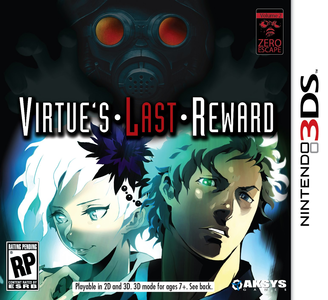 ZERO
ESCAPE
VIRTUE'S · LAST · REWARD
NINTENDO 3DS
RATING PENDING
RP
CONTENT RATED BY
ESRB
Playable in 2D and 3D. 3D mode for ages 7+. See back.
AKSYS
GAMES